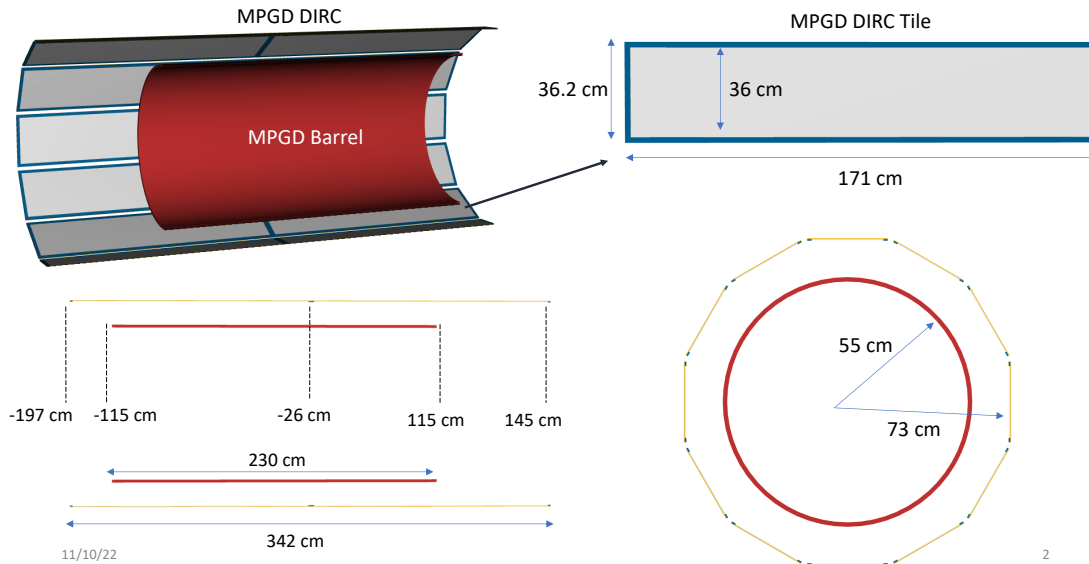 MPGD DIRC
MPGD Barrel
MPGD DIRC Tile
36.2 cm
36 cm
171 cm
-197 cm
-115 cm
-26 cm
115 cm
145 cm
230 cm
342 cm
55 cm
73 cm
11/10/22
2